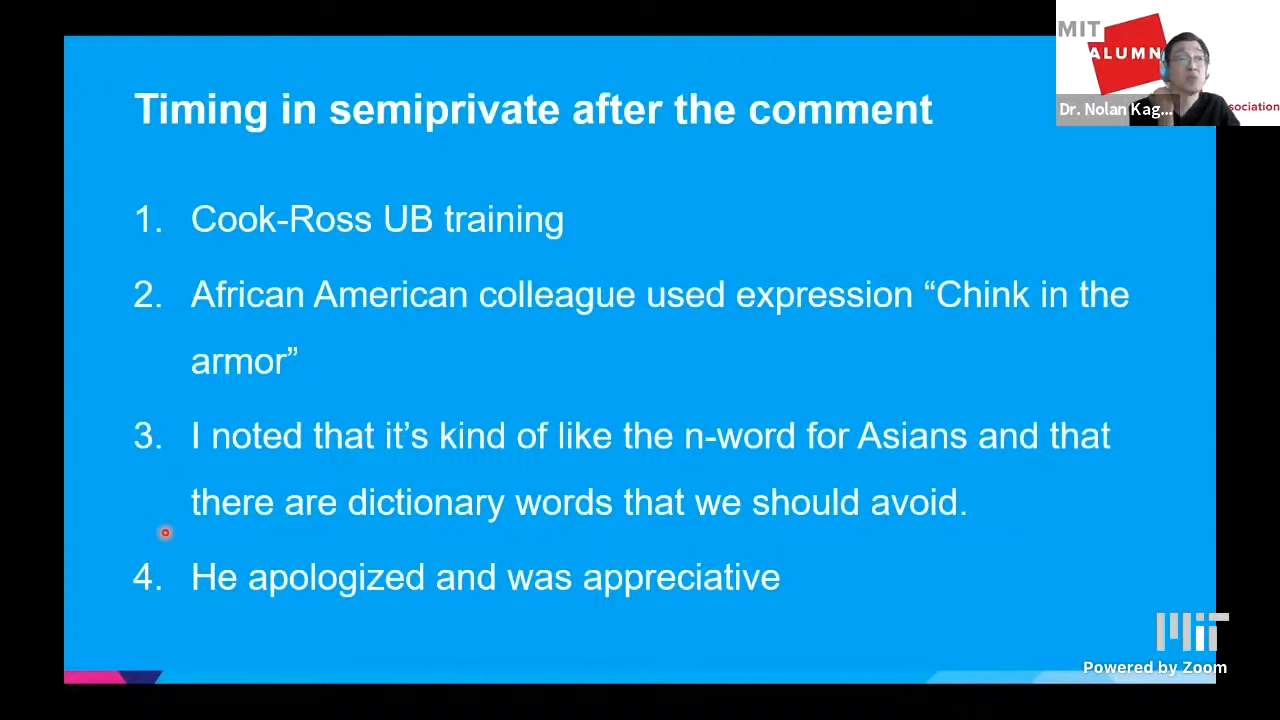 MIT
ALUMN
Dr. Nolan Kag...
sociation
Timing in semiprivate after the comment
1. Cook-Ross UB training
2. African American colleague used expression “Chink in the
armor”
3. I noted that it’s kind of like the n-word for Asians and that
there are dictionary words that we should avoid.
4. He apologized and was appreciative
MIT
Powered by Zoom